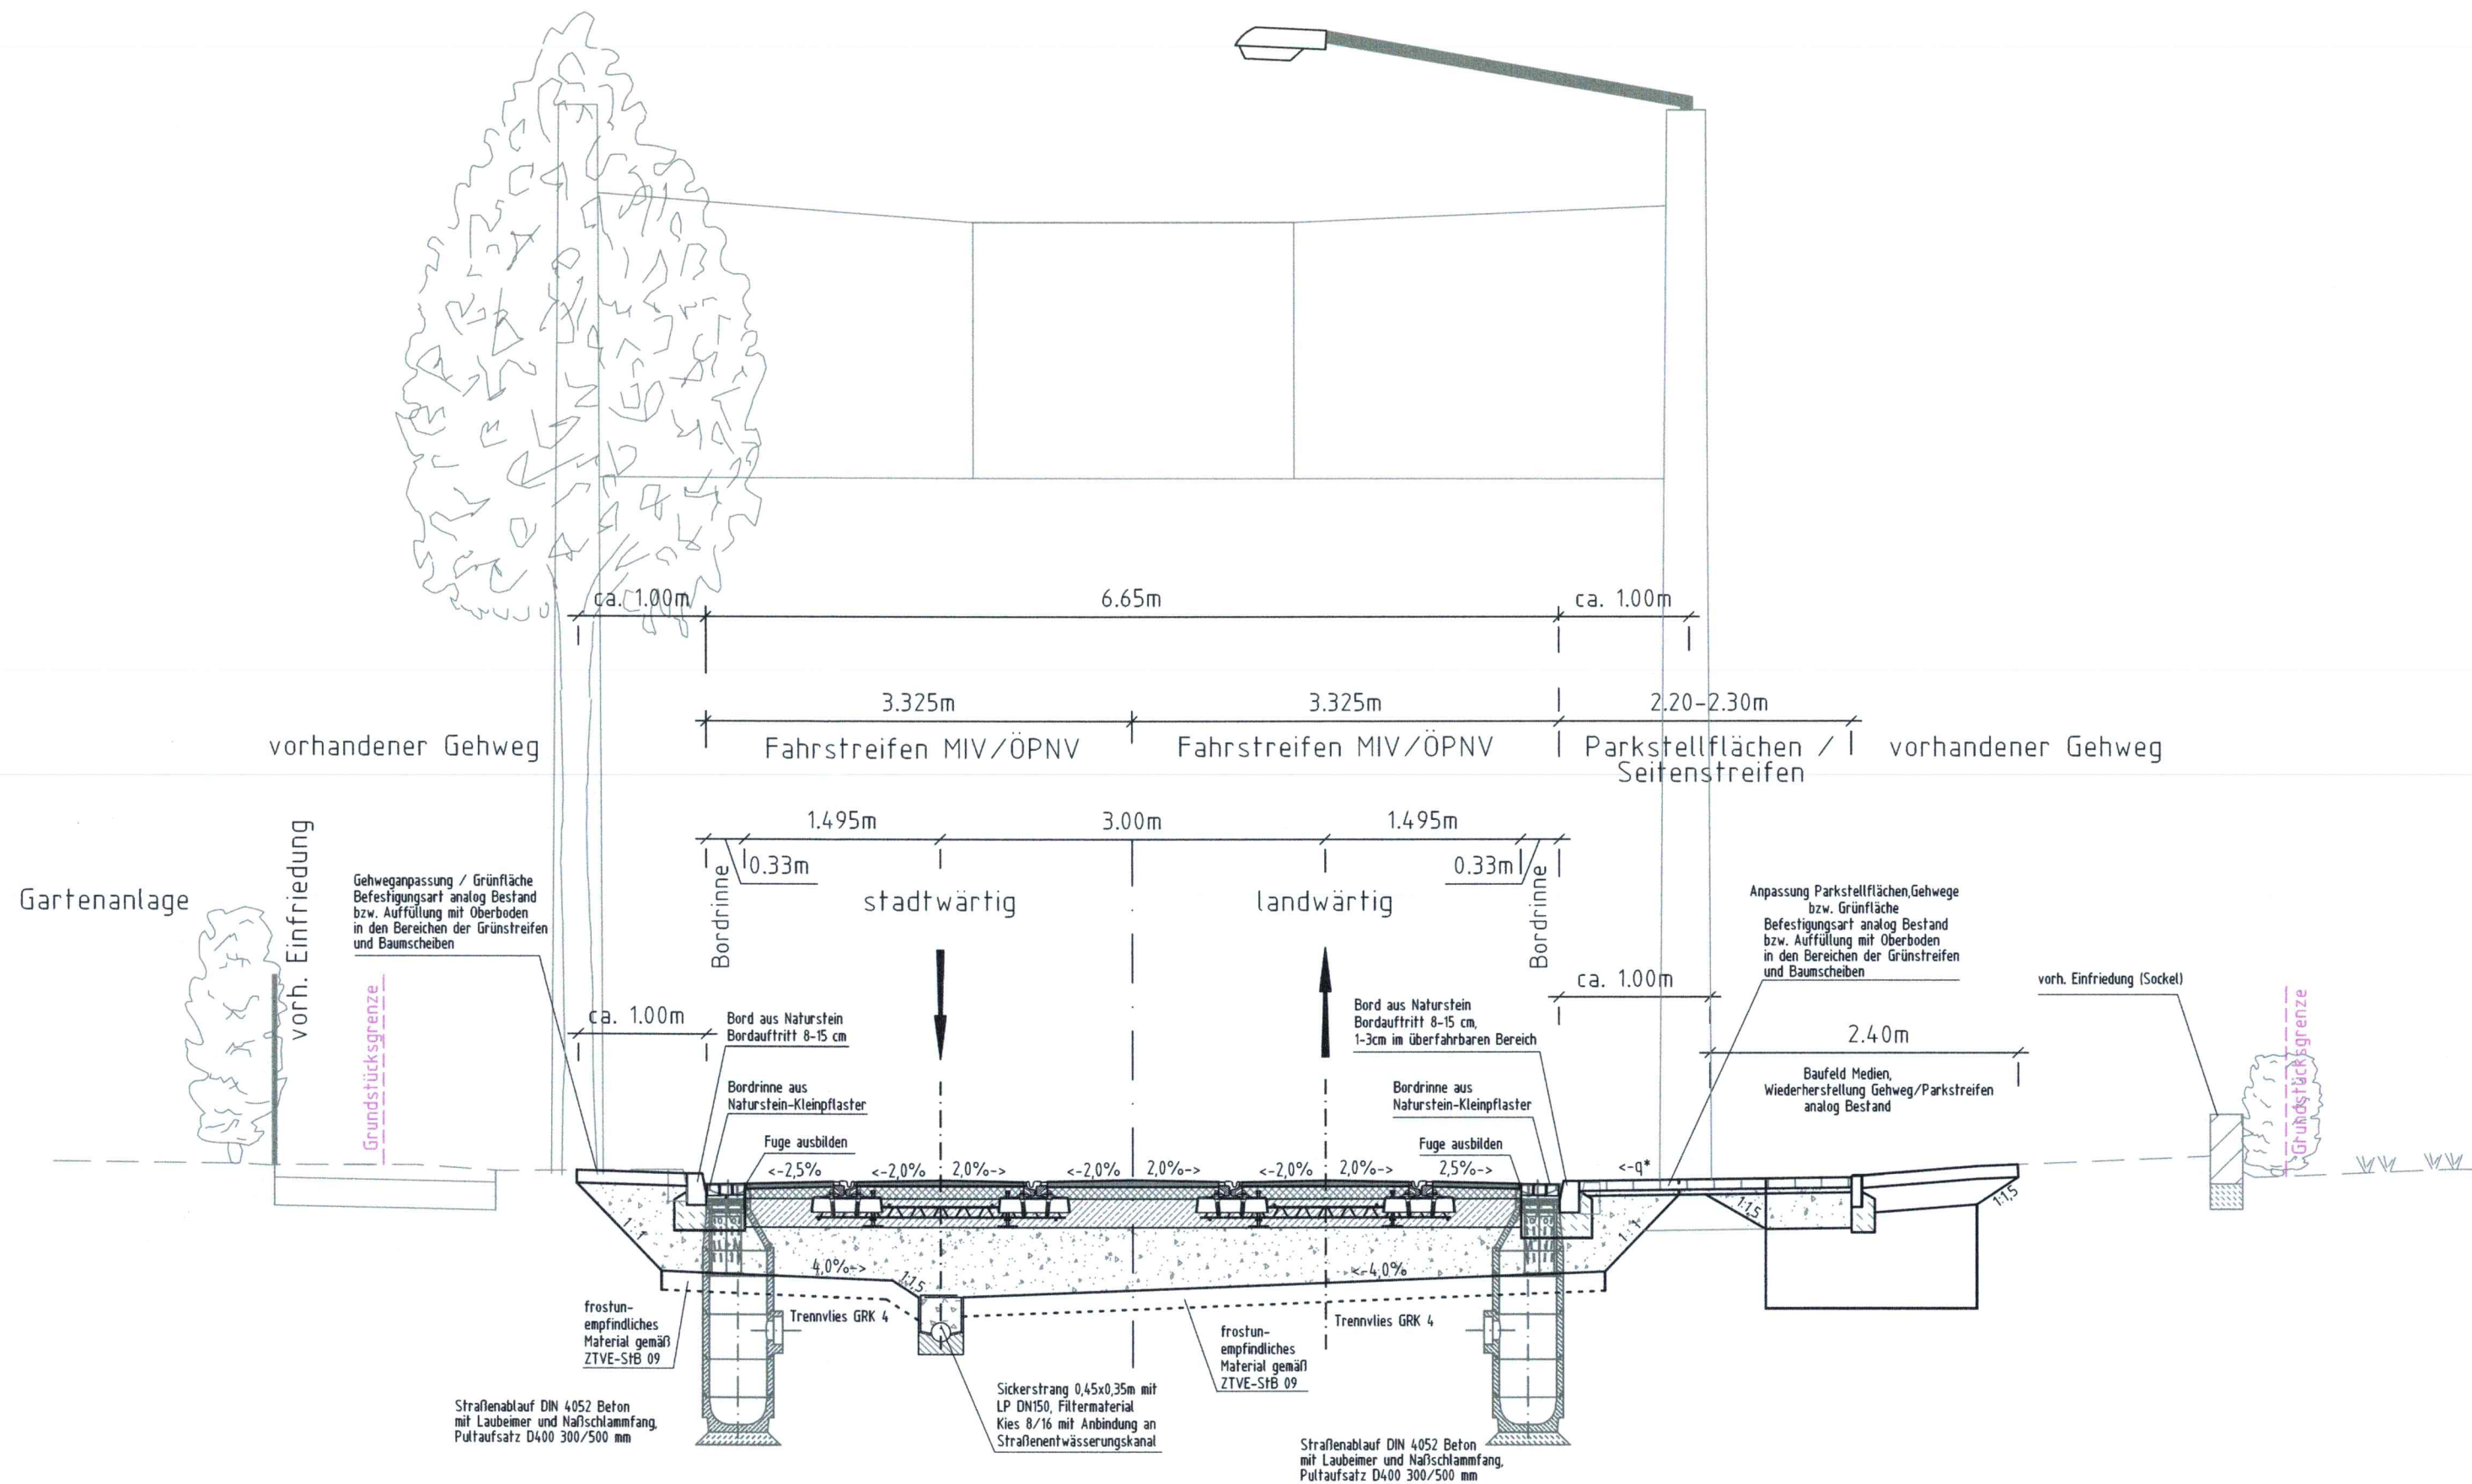 ca. 1.00m
6.65m
ca. 1.00m
3.325m
3.325m
2.20-2.30m
vorhandener Gehweg
Fahrstreifen MIV/ÖPNV
Fahrstreifen MIV/ÖPNV
Parkstellflächen /
Seitenstreifen
vorhandener Gehweg
1.495m
3.00m
1.495m
0.33m
0.33m
Gartenanlage
vorh. Einfriedung
Gehweganpassung / Grünfläche
Befestigungsart analog Bestand
bzw. Auffüllung mit Oberboden
in den Bereichen der Grünstreifen
und Baumscheiben
Bordrinne
stadtwärtig
landwärtig
Bordrinne
Anpassung Parkstellflächen,Gehwege
bzw. Grünfläche
Befestigungsart analog Bestand
bzw. Auffüllung mit Oberboden
in den Bereichen der Grünstreifen
und Baumscheiben
vorh. Einfriedung (Sockel)
Grundstücksgrenze
Grundstücksgrenze
ca. 1.00m
ca. 1.00m
2.40m
Bord aus Naturstein
Bordauftritt 8-15 cm
Bord aus Naturstein
Bordauftritt 8-15 cm,
1-3cm im überfahrbaren Bereich
Baufeld Medien,
Wiederherstellung Gehweg/Parkstreifen
analog Bestand
Bordrinne aus
Naturstein-Kleinpflaster
Bordrinne aus
Naturstein-Kleinpflaster
Fuge ausbilden
Fuge ausbilden
<-2,5%
<-2,0%
2,0%->
<-2,0%
2,0%->
<-2,0%
2,0%->
2,5%->
<-q*
1:1
4,0%->
1:1,5
<-4,0%
1:1
1:1,5
1:1,5
frostun-
empfindliches
Material gemäß
ZTVE-StB 09
Trennvlies GRK 4
Trennvlies GRK 4
frostun-
empfindliches
Material gemäß
ZTVE-StB 09
Sickerstrang 0,45x0,35m mit
LP DN150, Filtermaterial
Kies 8/16 mit Anbindung an
Straßenentwässerungskanal
Straßenablauf DIN 4052 Beton
mit Laubeimer und Naßschlammfang,
Pultaufsatz D400 300/500 mm
Straßenablauf DIN 4052 Beton
mit Laubeimer und Naßschlammfang,
Pultaufsatz D400 300/500 mm